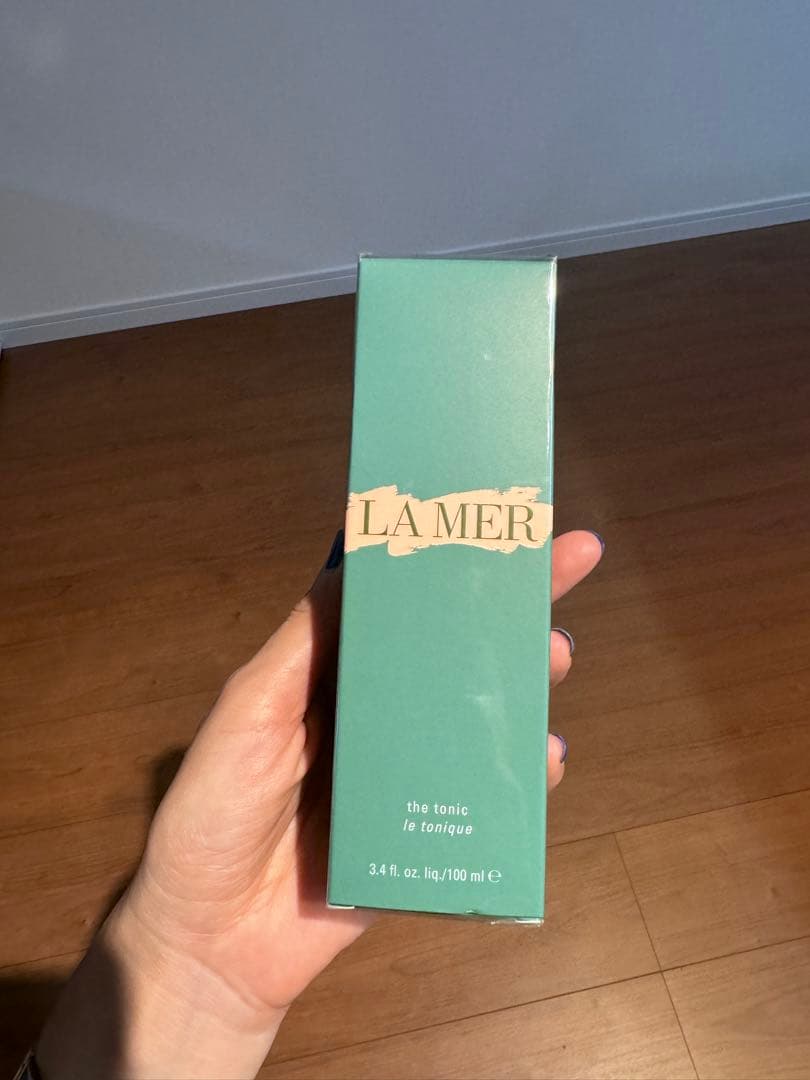 LA MER
the tonic
le tonique
3.4 fl. oz. liq./100 ml ℮